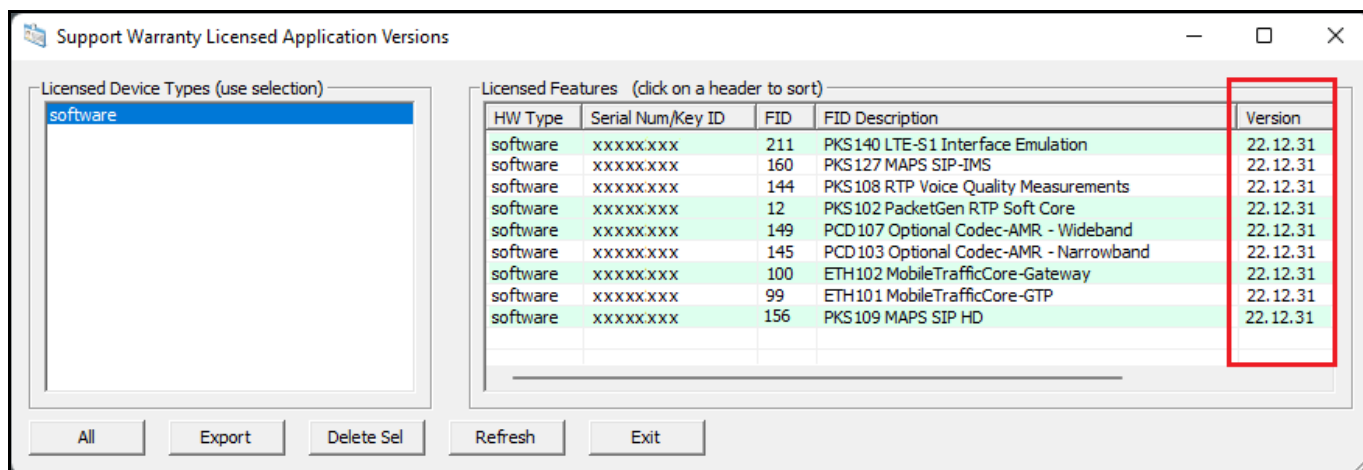 Support Warranty Licensed Application Versions
Licensed Device Types (use selection)
software
Licensed Features (click on a header to sort)
HW Type Serial Num/Key ID FID FID Description Version
software xxxxxxxx 211 PKS140 LTE-S1 Interface Emulation 22.12.31
software xxxxxxxx 160 PKS127 MAPS SIP-IMS 22.12.31
software xxxxxxxx 144 PKS108 RTP Voice Quality Measurements 22.12.31
software xxxxxxxx 12 PKS102 PacketGen RTP Soft Core 22.12.31
software xxxxxxxx 149 PCD107 Optional Codec-AMR - Wideband 22.12.31
software xxxxxxxx 145 PCD103 Optional Codec-AMR - Narrowband 22.12.31
software xxxxxxxx 100 ETH102 MobileTrafficCore-Gateway 22.12.31
software xxxxxxxx 99 ETH101 MobileTrafficCore-GTP 22.12.31
software xxxxxxxx 156 PKS109 MAPS SIP HD 22.12.31
All Export Delete Sel Refresh Exit